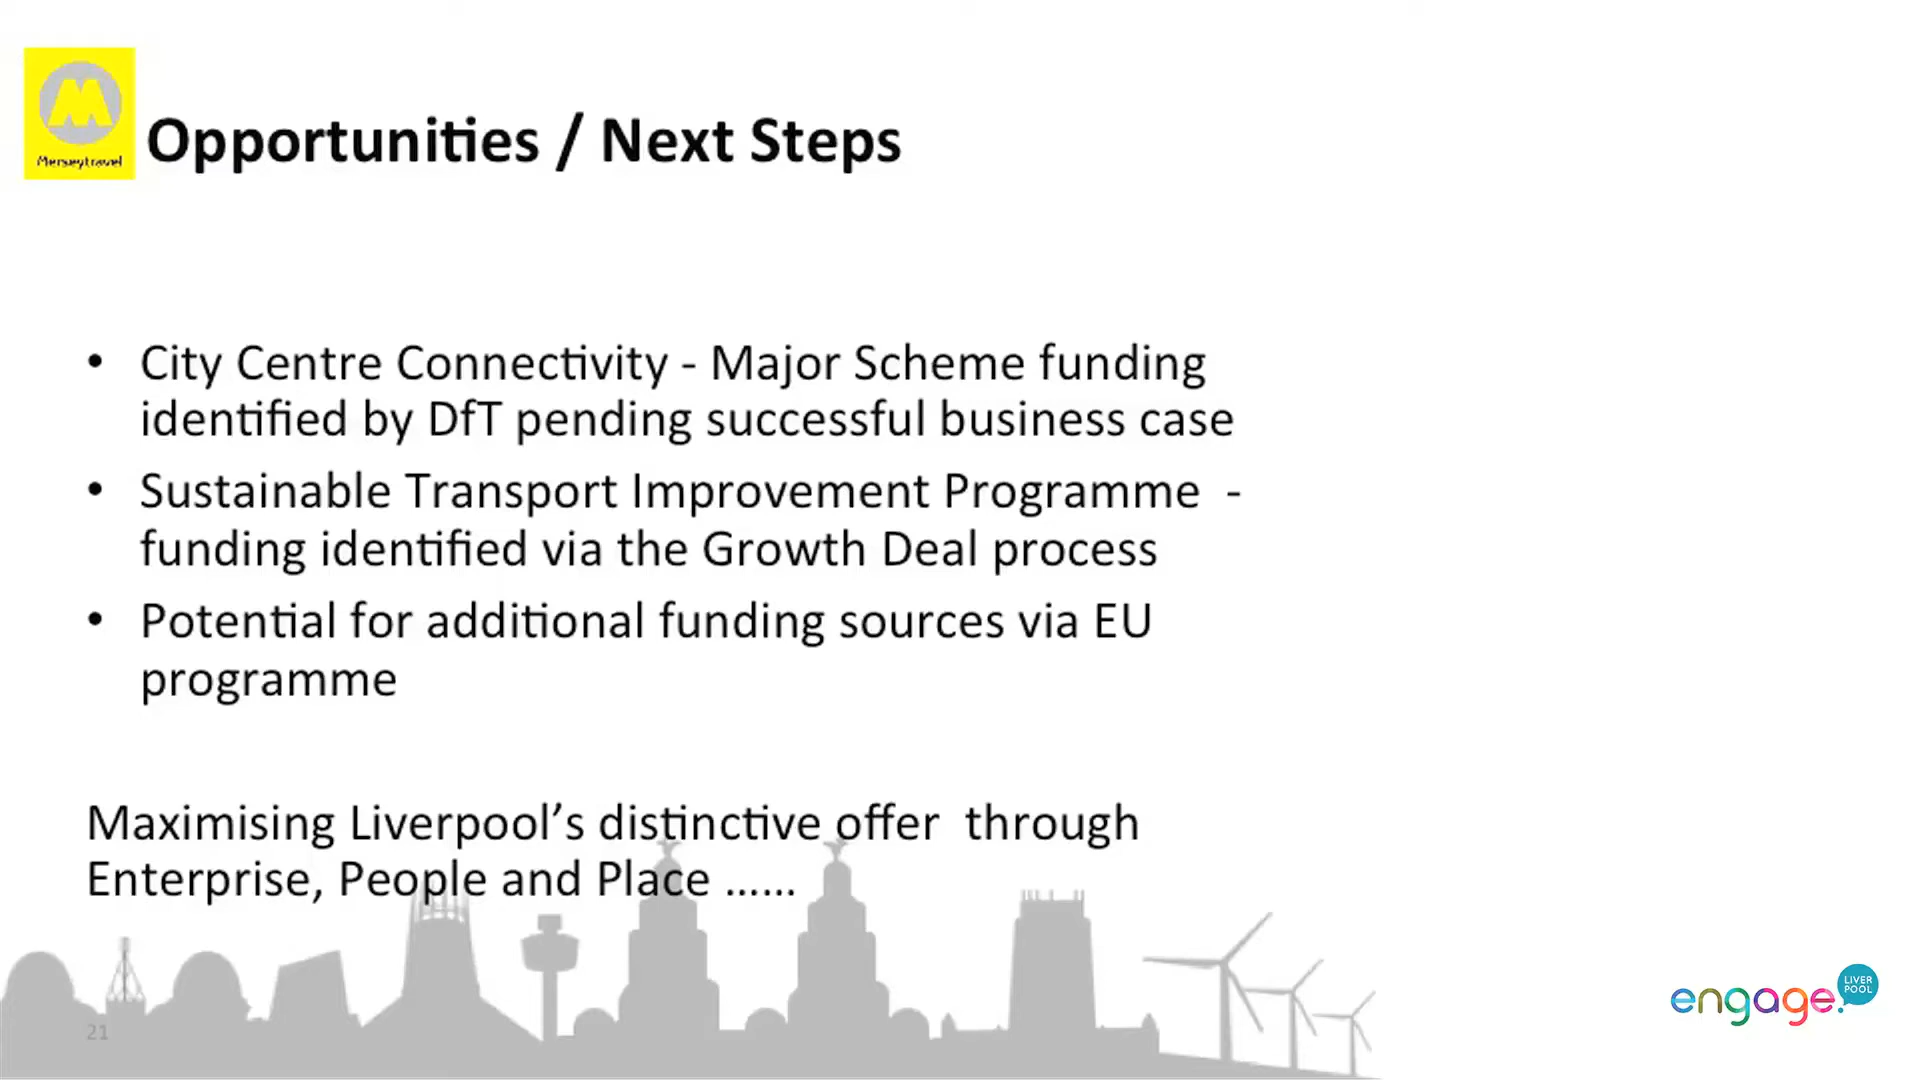 Merseytravel
Opportunities / Next Steps
• City Centre Connectivity - Major Scheme funding
identified by DfT pending successful business case
• Sustainable Transport Improvement Programme  -
funding identified via the Growth Deal process
• Potential for additional funding sources via EU
programme
Maximising Liverpool’s distinctive offer  through
Enterprise, People and Place ......
LIVER
POOL
engage.
21